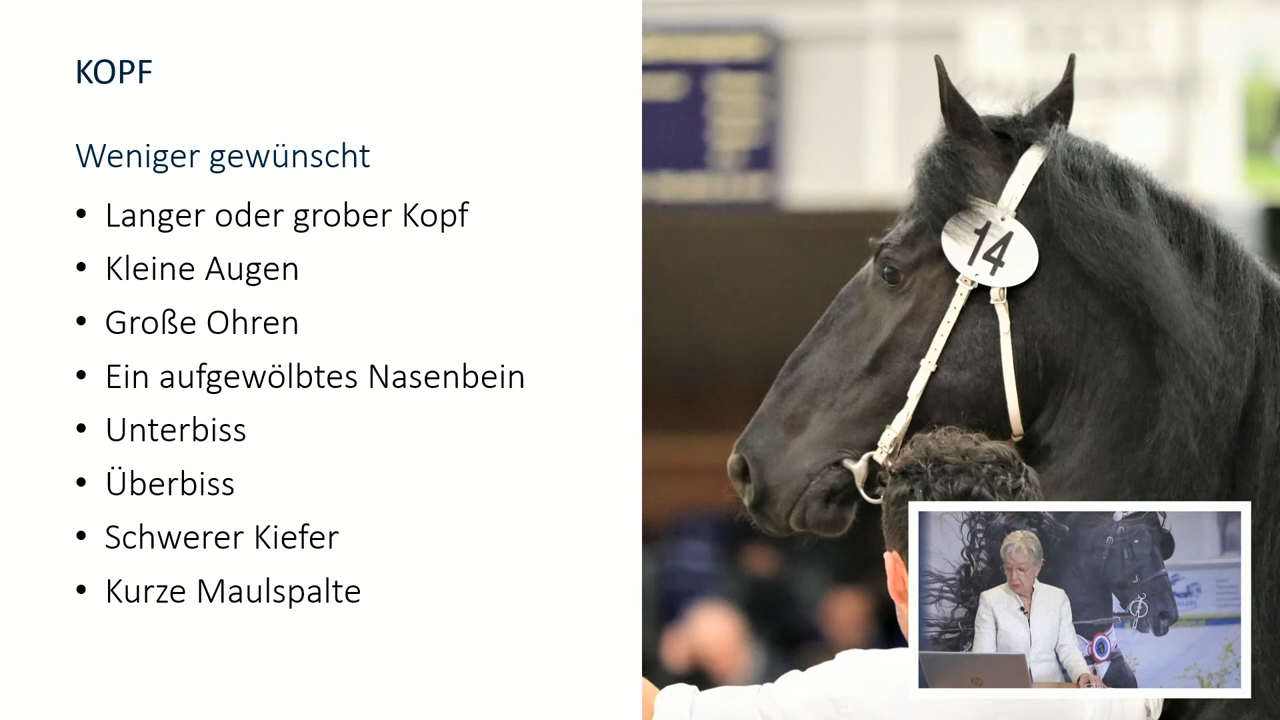 KOPF
Weniger gewünscht
• Langer oder grober Kopf
• Kleine Augen
• Große Ohren
• Ein aufgewölbtes Nasenbein
• Unterbiss
• Überbiss
• Schwerer Kiefer
• Kurze Maulspalte
14